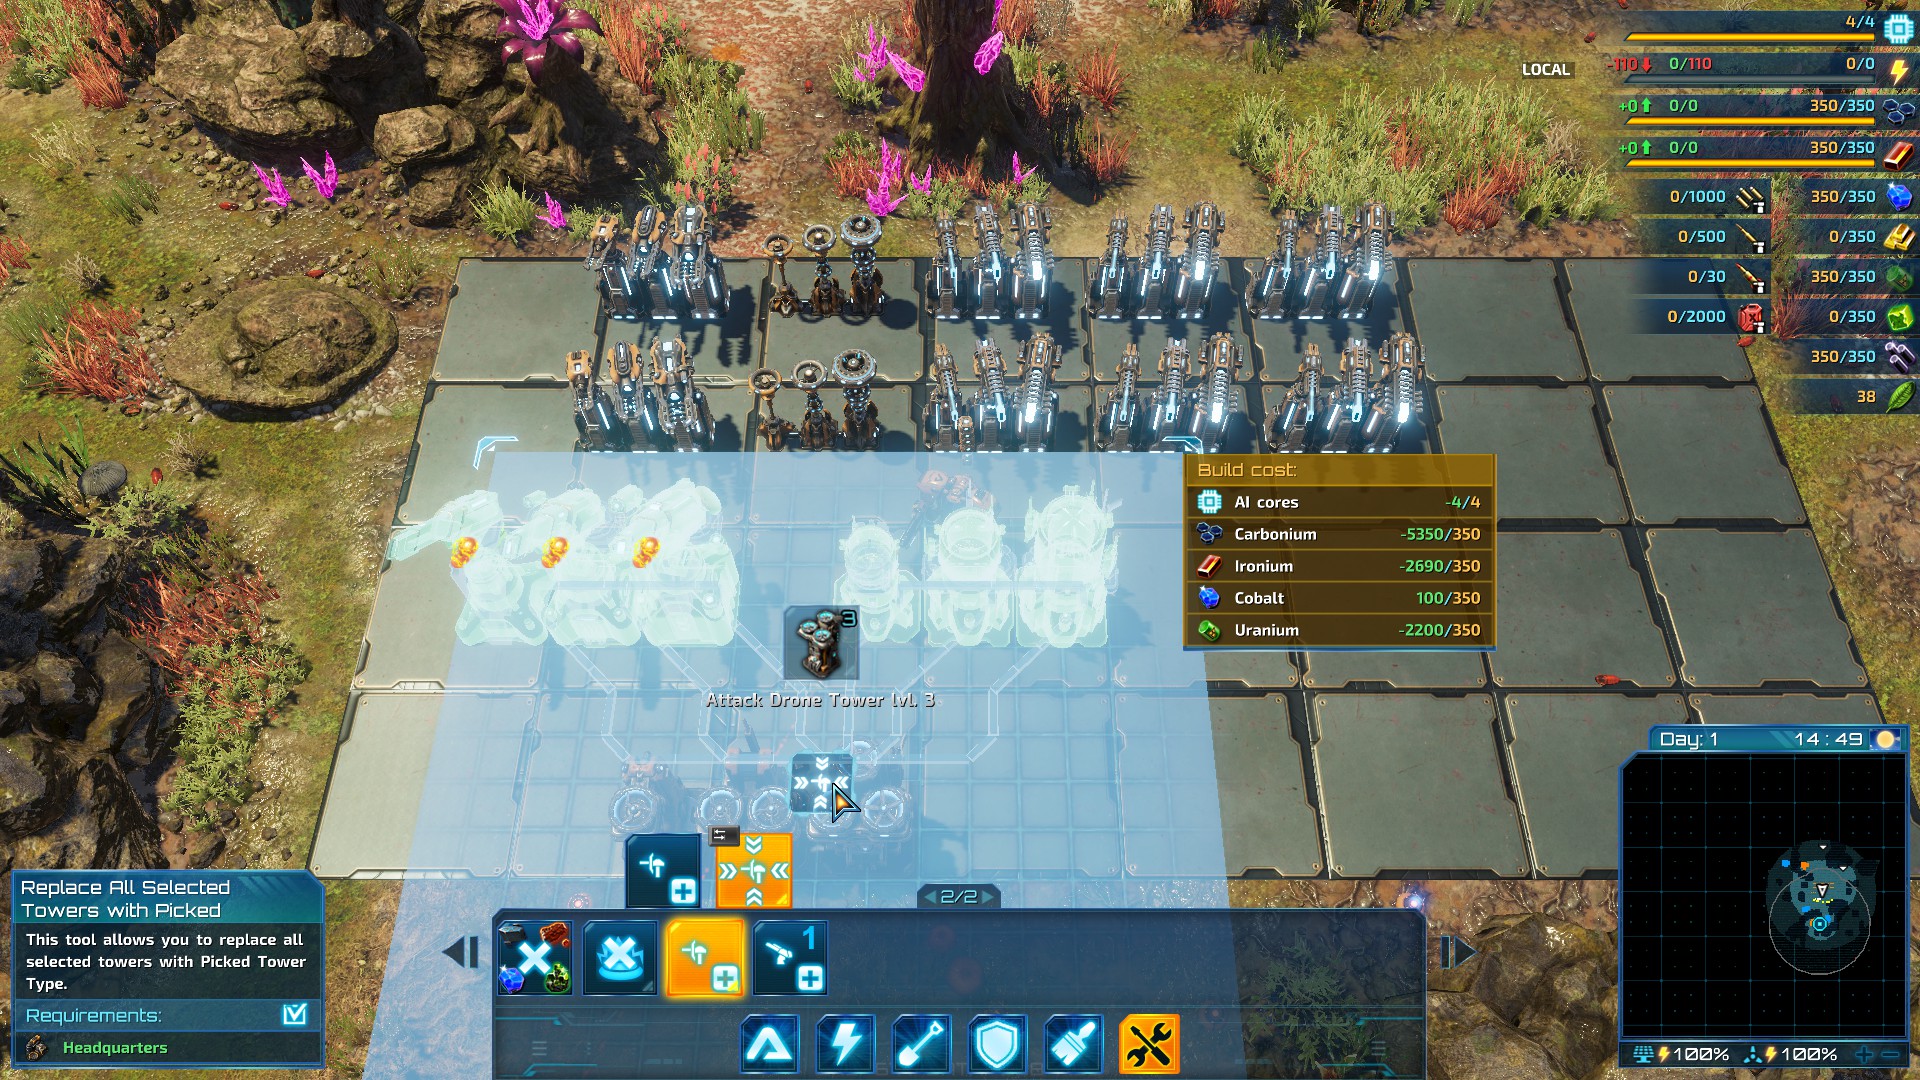 4/4
LOCAL
-110 0/110 0/0
+0 0/0 350/350
+0 0/0 350/350
0/1000 350/350
0/500 0/350
0/30 350/350
0/2000 0/350
350/350
38
Build cost:
AI cores -4/4
Carbonium -5350/350
Ironium -2690/350
Cobalt 100/350
Uranium -2200/350
3
Attack Drone Tower lvl. 3
Day: 1 14:49
Replace All Selected
Towers with Picked
This tool allows you to replace all
selected towers with Picked Tower
Type.
Requirements:
Headquarters
2/2
1
100% 100%